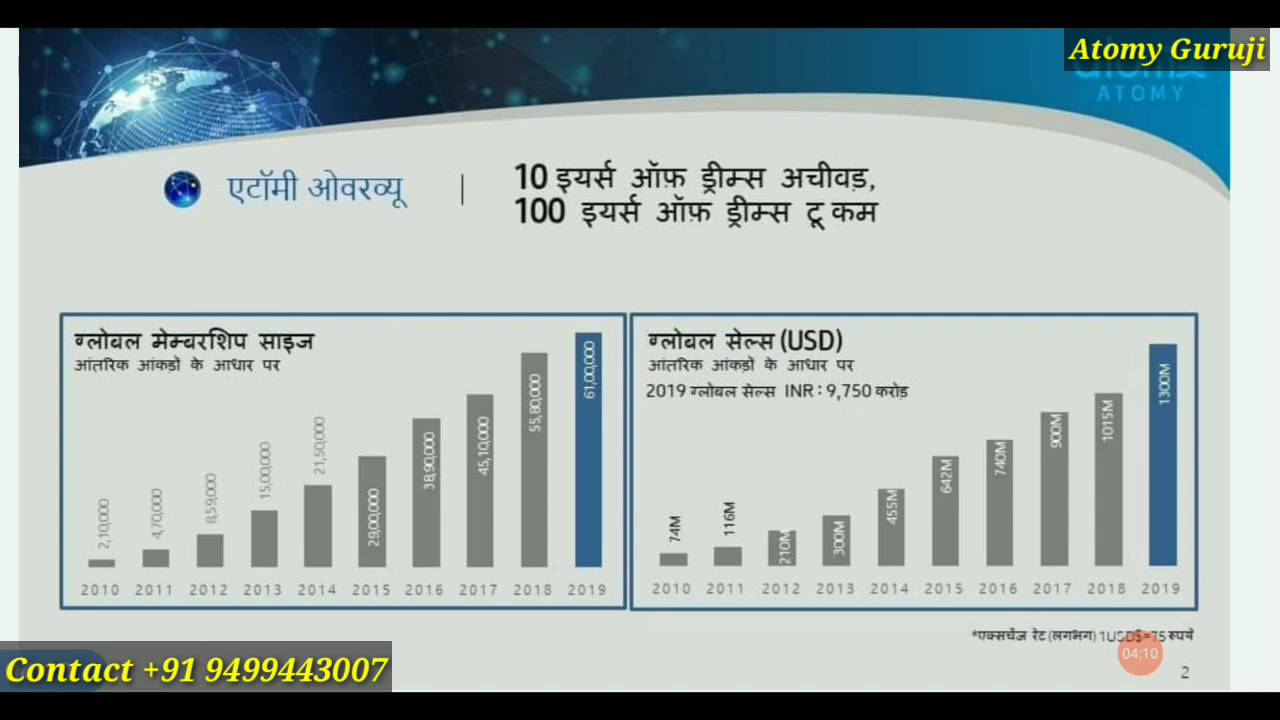 Atomy Guruji
ATOMY
एटॉमी ओवरव्यू
10 इयर्स ऑफ़ ड्रीम्स अचीवड़,
100 इयर्स ऑफ़ ड्रीम्स टू कम
ग्लोबल मेम्बरशिप साइज
आंतरिक आंकड़ों के आधार पर
2,10,000
4,70,000
8,59,000
15,00,000
21,50,000
29,00,000
38,90,000
45,10,000
55,80,000
61,00,000
2010 2011 2012 2013 2014 2015 2016 2017 2018 2019
ग्लोबल सेल्स (USD)
आंतरिक आंकड़ों के आधार पर
2019 ग्लोबल सेल्स INR : 9,750 करोड़
74M
116M
210M
300M
455M
642M
740M
900M
1015M
1300M
2010 2011 2012 2013 2014 2015 2016 2017 2018 2019
*एक्सचेंज रेट (लगभग) 1USD$=75 रूपये
04:10
Contact +91 9499443007
2